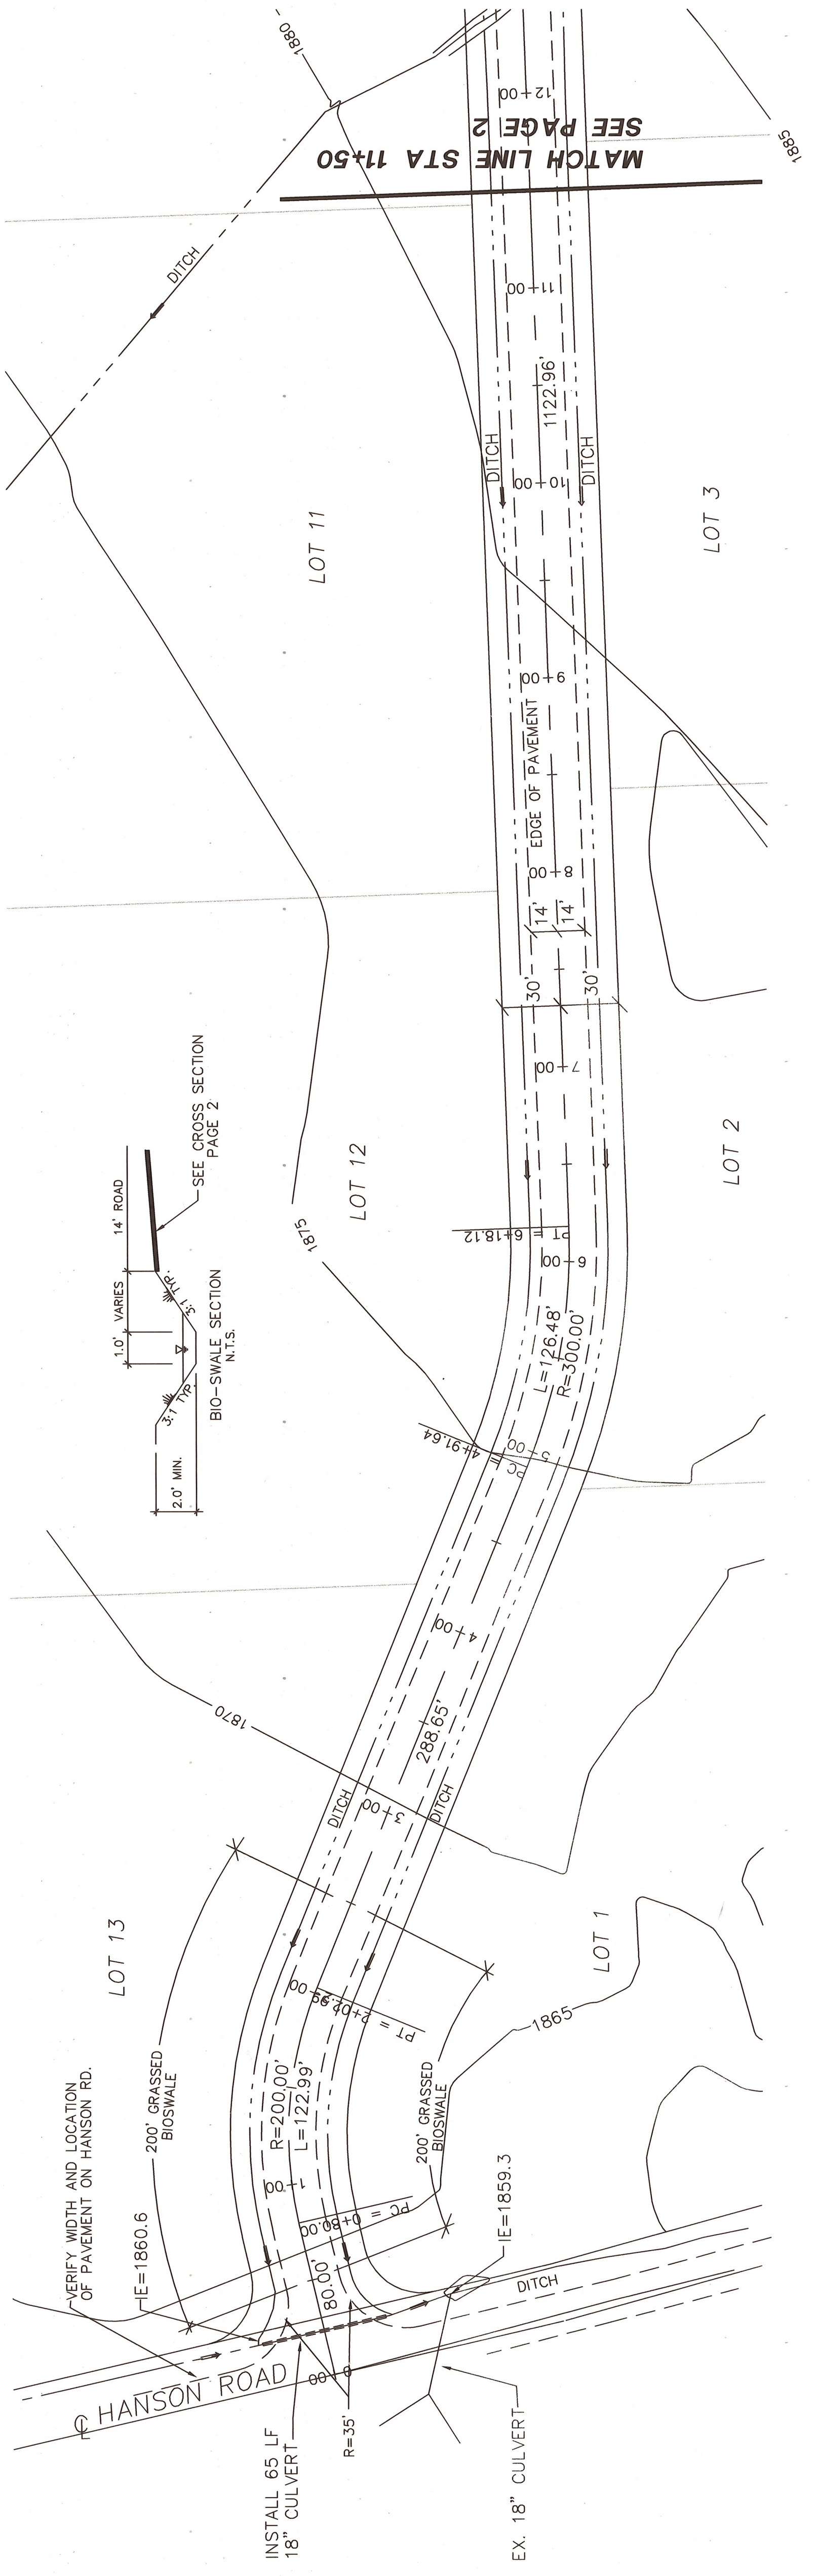 1880
12+00
MATCH LINE STA 11+50
SEE PAGE 2
1885
DITCH
11+00
1122.96'
DITCH
DITCH
10+00
LOT 11
LOT 3
9+00
EDGE OF PAVEMENT
8+00
14'
14'
30'
30'
7+00
14' ROAD
1.0' VARIES
SEE CROSS SECTION
PAGE 2
3:1 TYP.
3:1 TYP.
2.0' MIN.
BIO-SWALE SECTION
N.T.S.
LOT 12
LOT 2
1875
PT = 6+18.12
6+00
L=126.48'
R=300.00'
PC = 4+91.64
5+00
4+00
288.65'
1870
DITCH
3+00
DITCH
LOT 13
LOT 1
2+00
PT = 2+02.99
1865
200' GRASSED
BIOSWALE
R=200.00'
L=122.99'
200' GRASSED
BIOSWALE
VERIFY WIDTH AND LOCATION
OF PAVEMENT ON HANSON RD.
1+00
PC = 0+80.00
80.00'
IE=1860.6
IE=1859.3
DITCH
HANSON ROAD
0+00
R=35'
INSTALL 65 LF
18" CULVERT
EX. 18" CULVERT